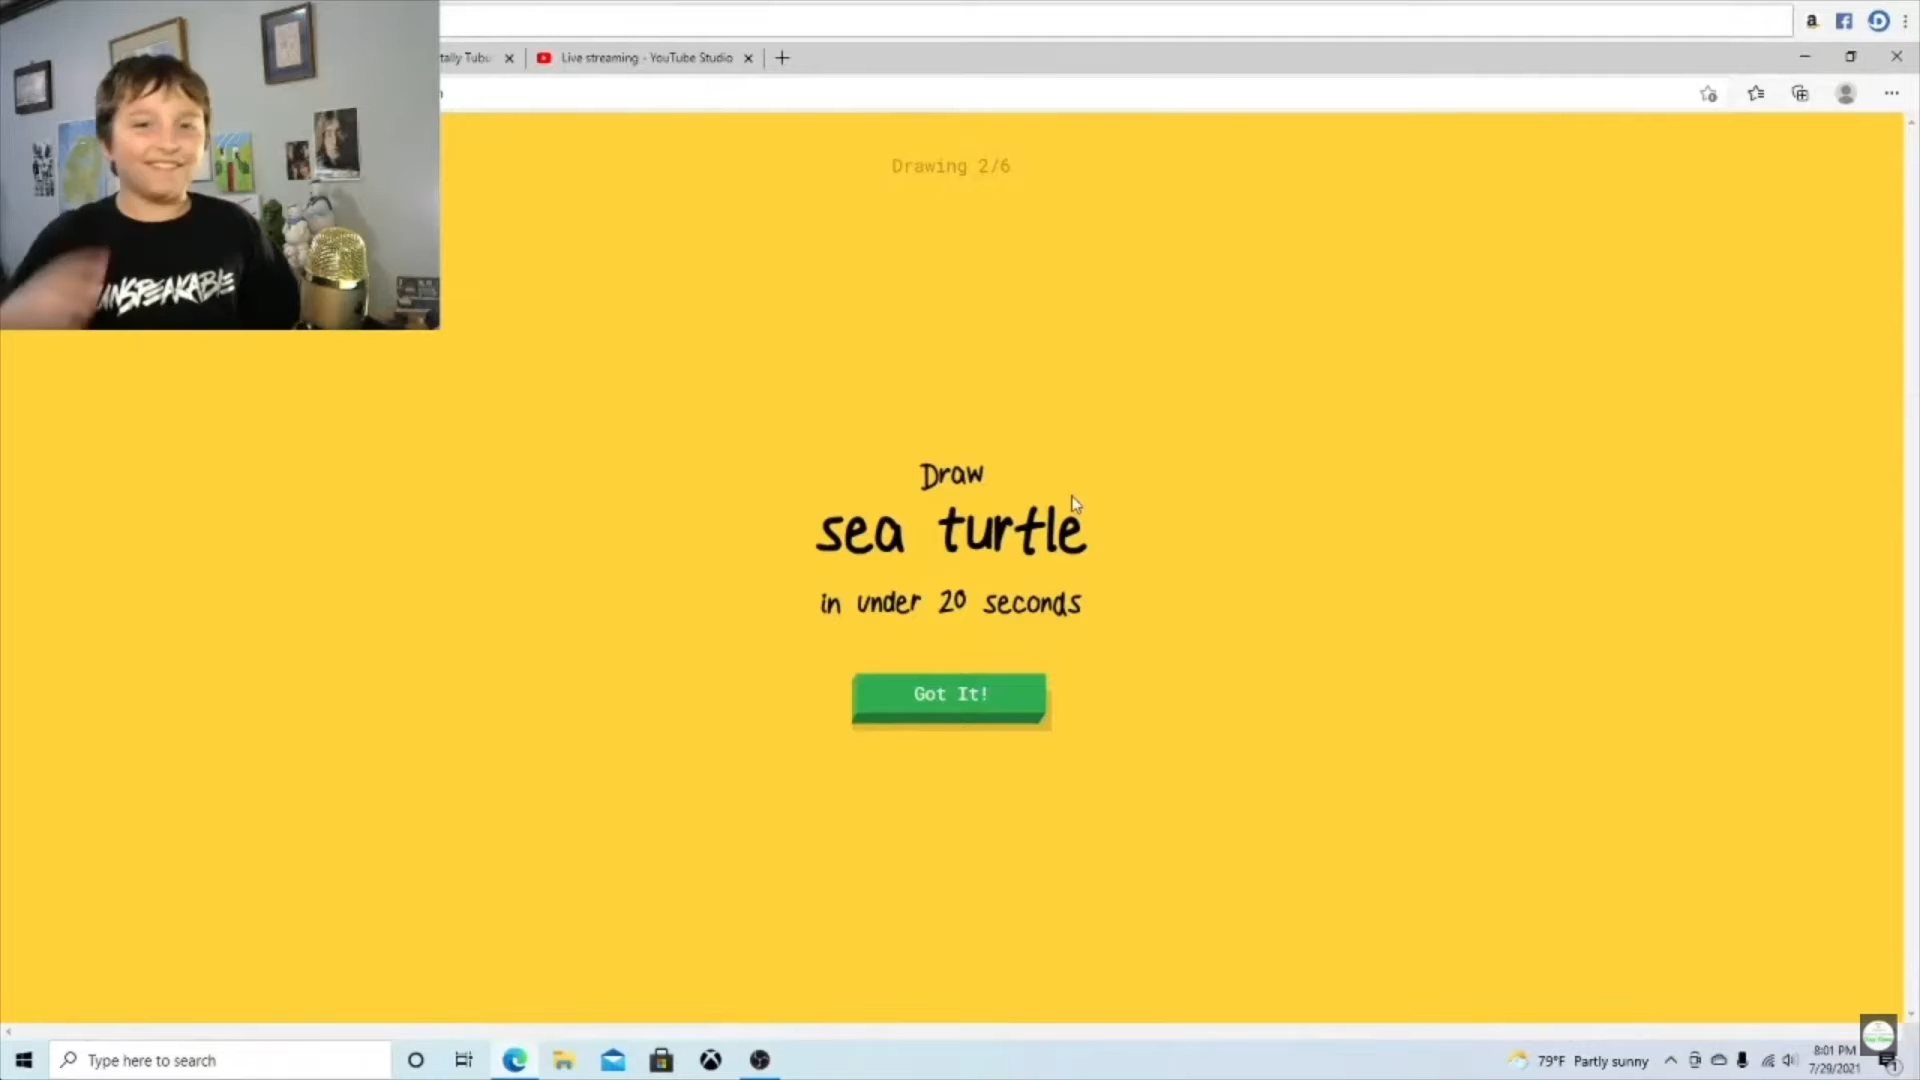 tally Tubu
Live streaming - YouTube Studio
Drawing 2/6
Draw
sea turtle
in under 20 seconds
Got It!
Type here to search
79°F Partly sunny
8:01 PM
7/29/2021